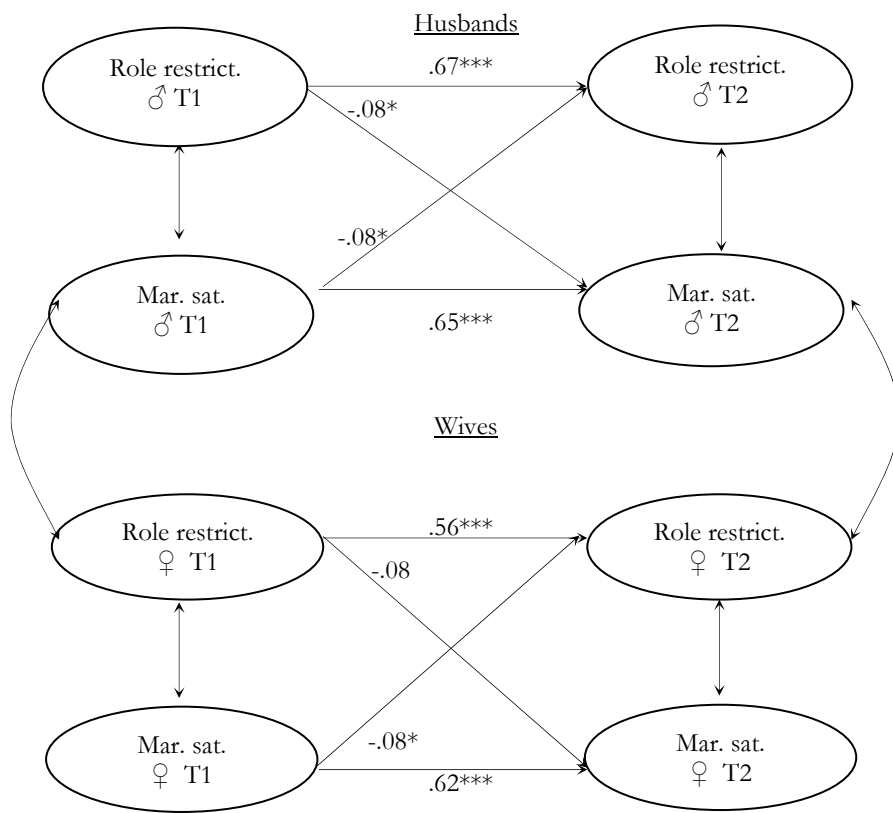 Husbands
Role restrict.
♂ T1
.67***
Role restrict.
♂ T2
-.08*
-.08*
Mar. sat.
♂ T1
.65***
Mar. sat.
♂ T2
Wives
Role restrict.
♀ T1
.56***
Role restrict.
♀ T2
-.08
-.08*
Mar. sat.
♀ T1
.62***
Mar. sat.
♀ T2